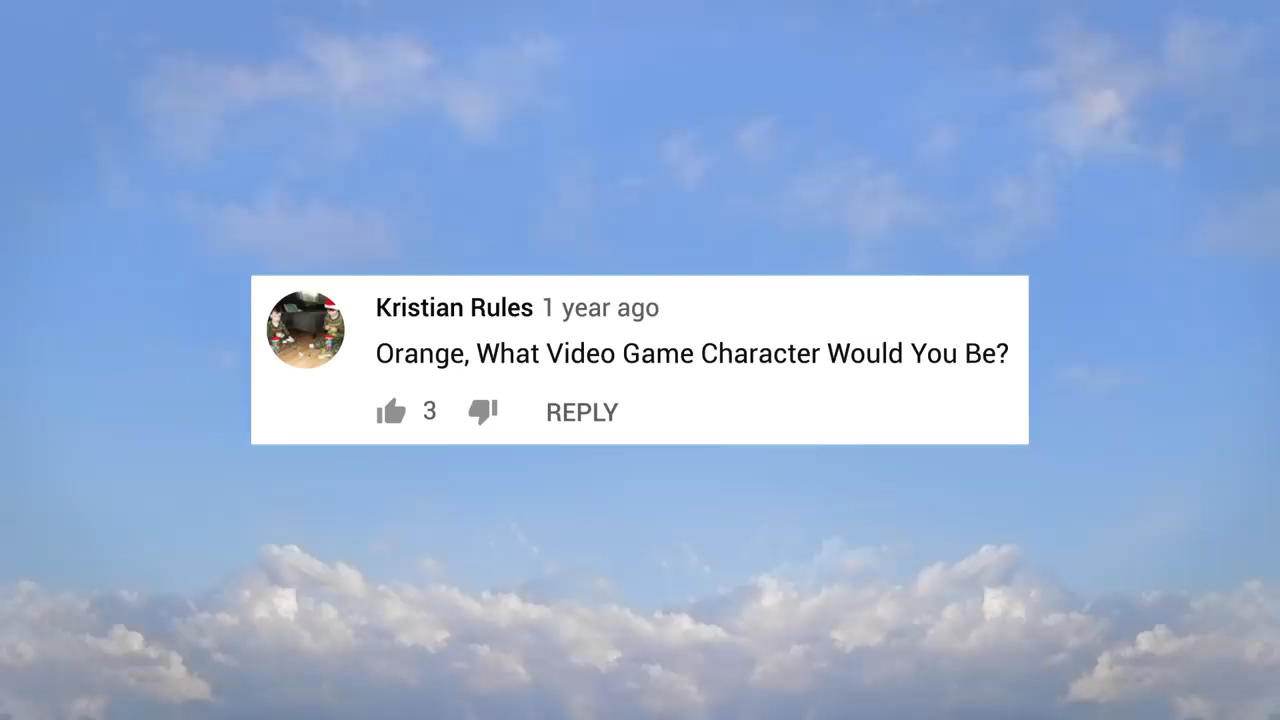 Kristian Rules 1 year ago
Orange, What Video Game Character Would You Be?
3 REPLY